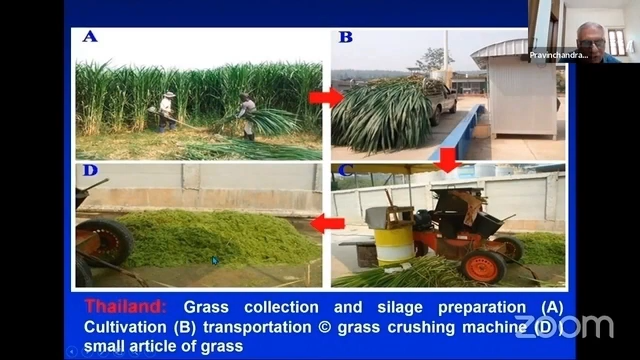 A
B
Pravinchandra...
D
C
Thailand: Grass collection and silage preparation (A)
Cultivation (B) transportation © grass crushing machine (D )
small article of grass
zoom